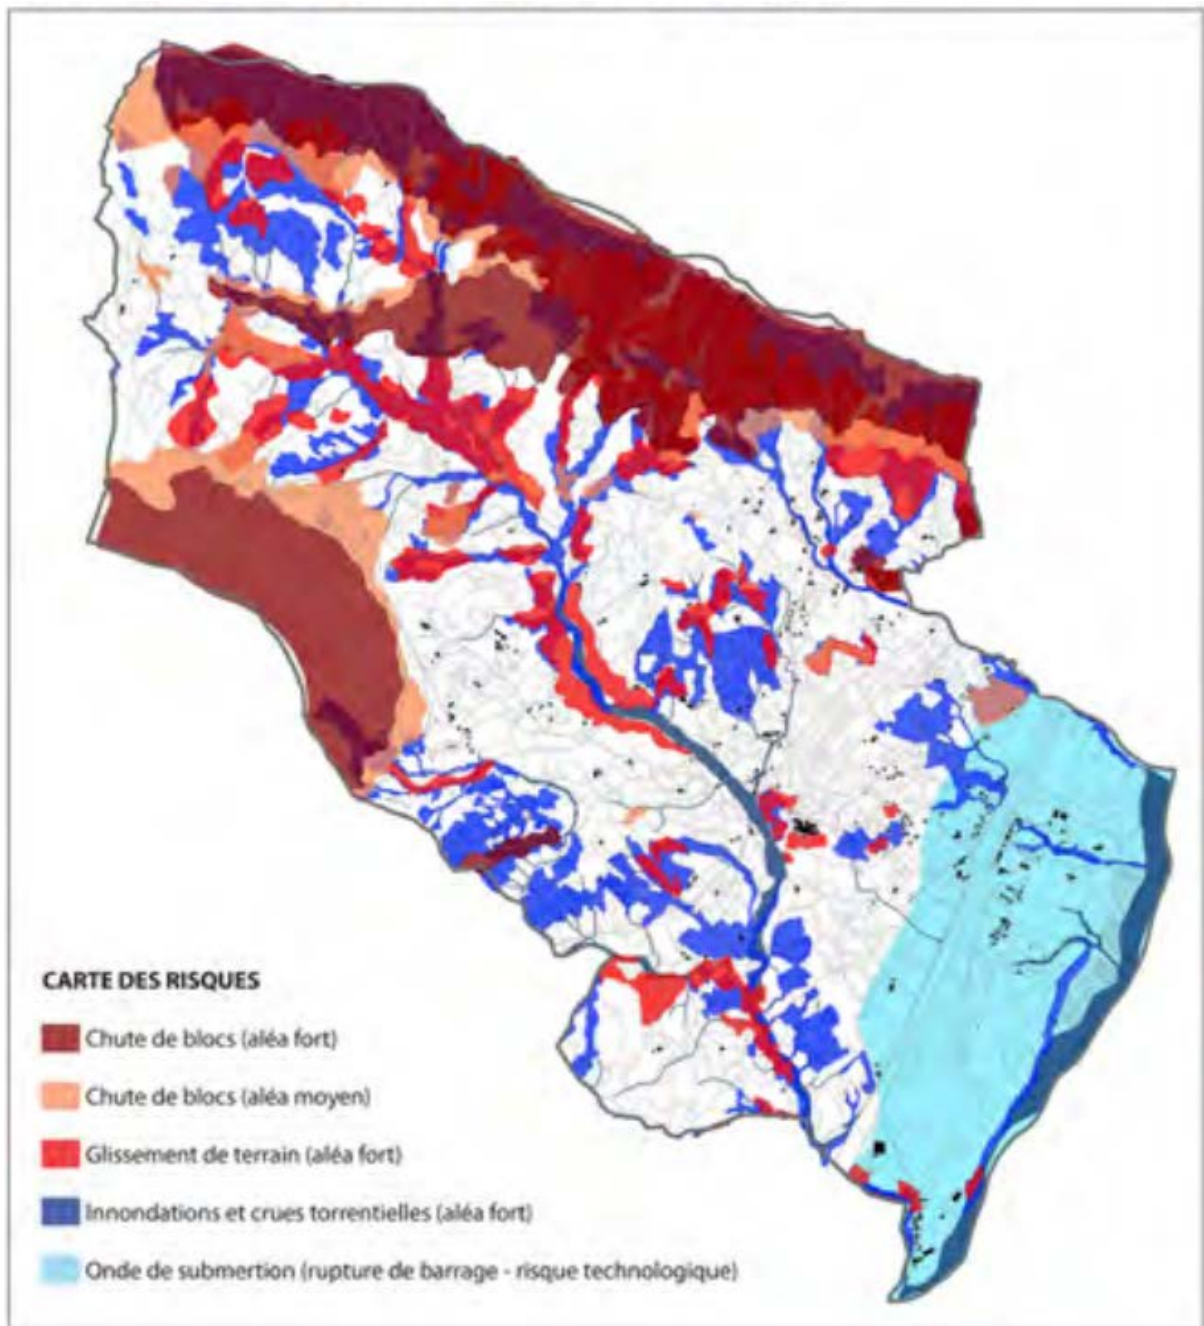 CARTE DES RISQUES
Chute de blocs (aléa fort)
Chute de blocs (aléa moyen)
Glissement de terrain (aléa fort)
Innondations et crues torrentielles (aléa fort)
Onde de submertion (rupture de barrage - risque technologique)